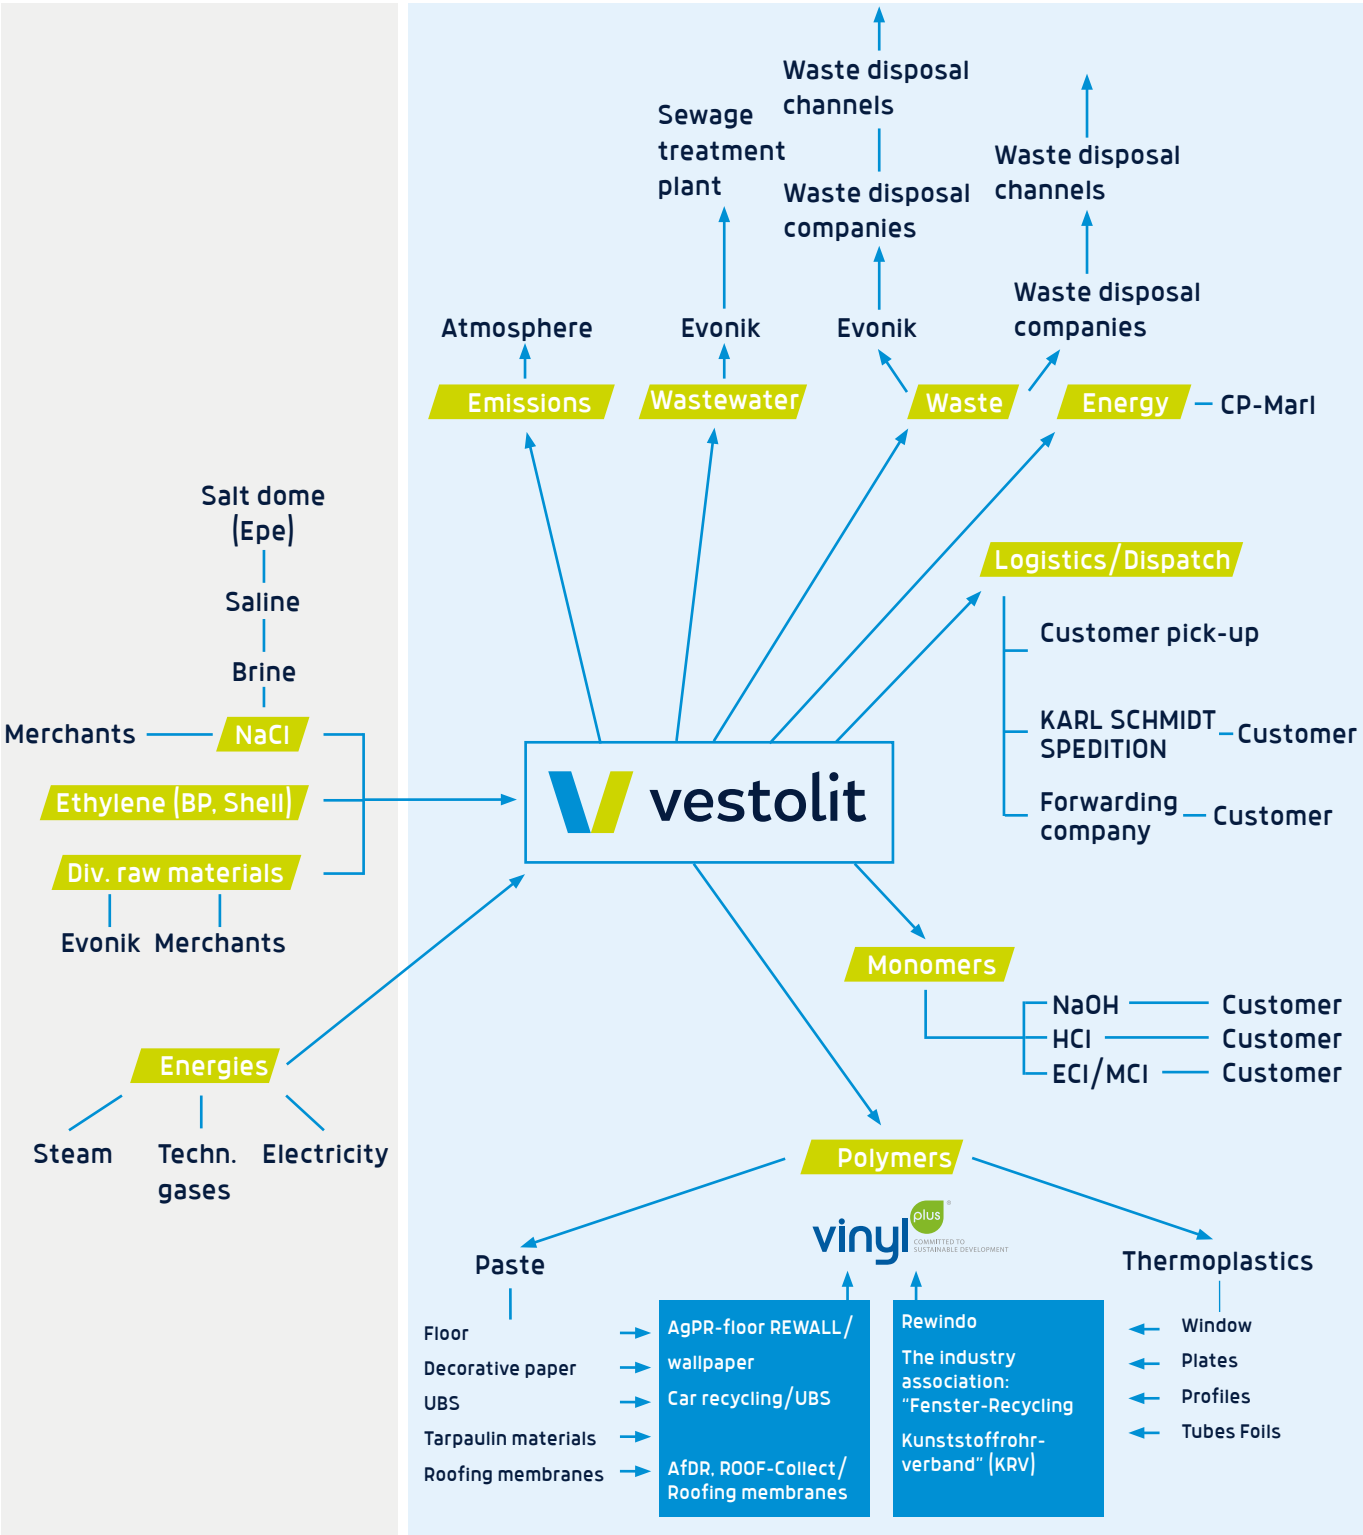 Waste disposal
channels
Sewage
treatment
plant
Waste disposal
companies
Waste disposal
channels
Waste disposal
companies
Atmosphere
Evonik
Evonik
Emissions
Wastewater
Waste
Energy
CP-Marl
Salt dome
(Epe)
Saline
Brine
Merchants
NaCl
Ethylene (BP, Shell)
Div. raw materials
Evonik
Merchants
Energies
Steam
Techn.
gases
Electricity
vestolit
Logistics/Dispatch
Customer pick-up
KARL SCHMIDT
SPEDITION
Customer
Forwarding
company
Customer
Monomers
NaOH
Customer
HCl
Customer
ECl/MCl
Customer
Polymers
vinyl
plus
®
COMMITTED TO
SUSTAINABLE DEVELOPMENT
Paste
Floor
Decorative paper
UBS
Tarpaulin materials
Roofing membranes
AgPR-floor REWALL/
wallpaper
Car recycling/UBS
AfDR, ROOF-Collect/
Roofing membranes
Rewindo
The industry
association:
"Fenster-Recycling
Kunststoffrohr-
verband" (KRV)
Thermoplastics
Window
Plates
Profiles
Tubes Foils